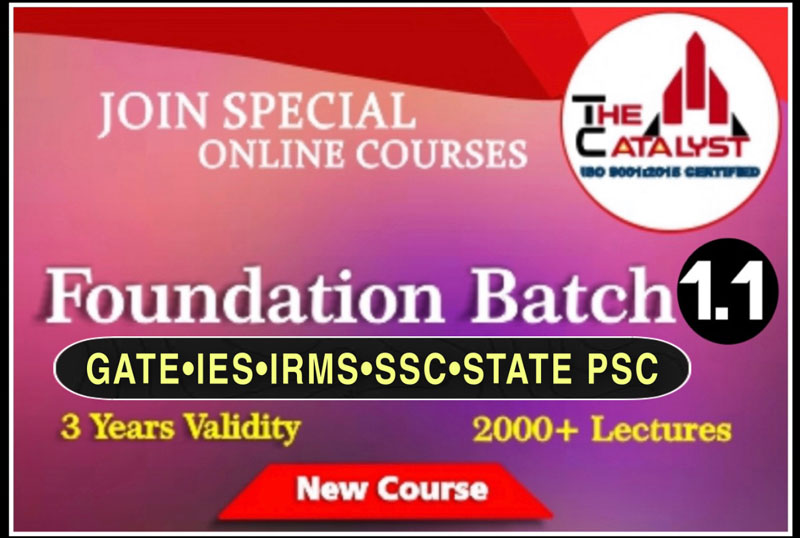 JOIN SPECIAL
ONLINE COURSES
THE
CATALYST
ISO 9001:2015 CERTIFIED
Foundation Batch 1.1
GATE•IES•IRMS•SSC•STATE PSC
3 Years Validity
2000+ Lectures
New Course